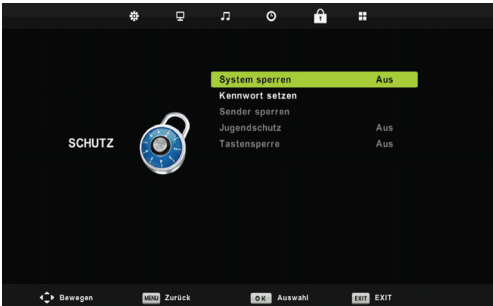 System sperren Aus
Kennwort setzen
Sender sperren
Jugendschutz Aus
Tastensperre Aus
SCHUTZ
Bewegen MENU Zurück OK Auswahl EXIT EXIT